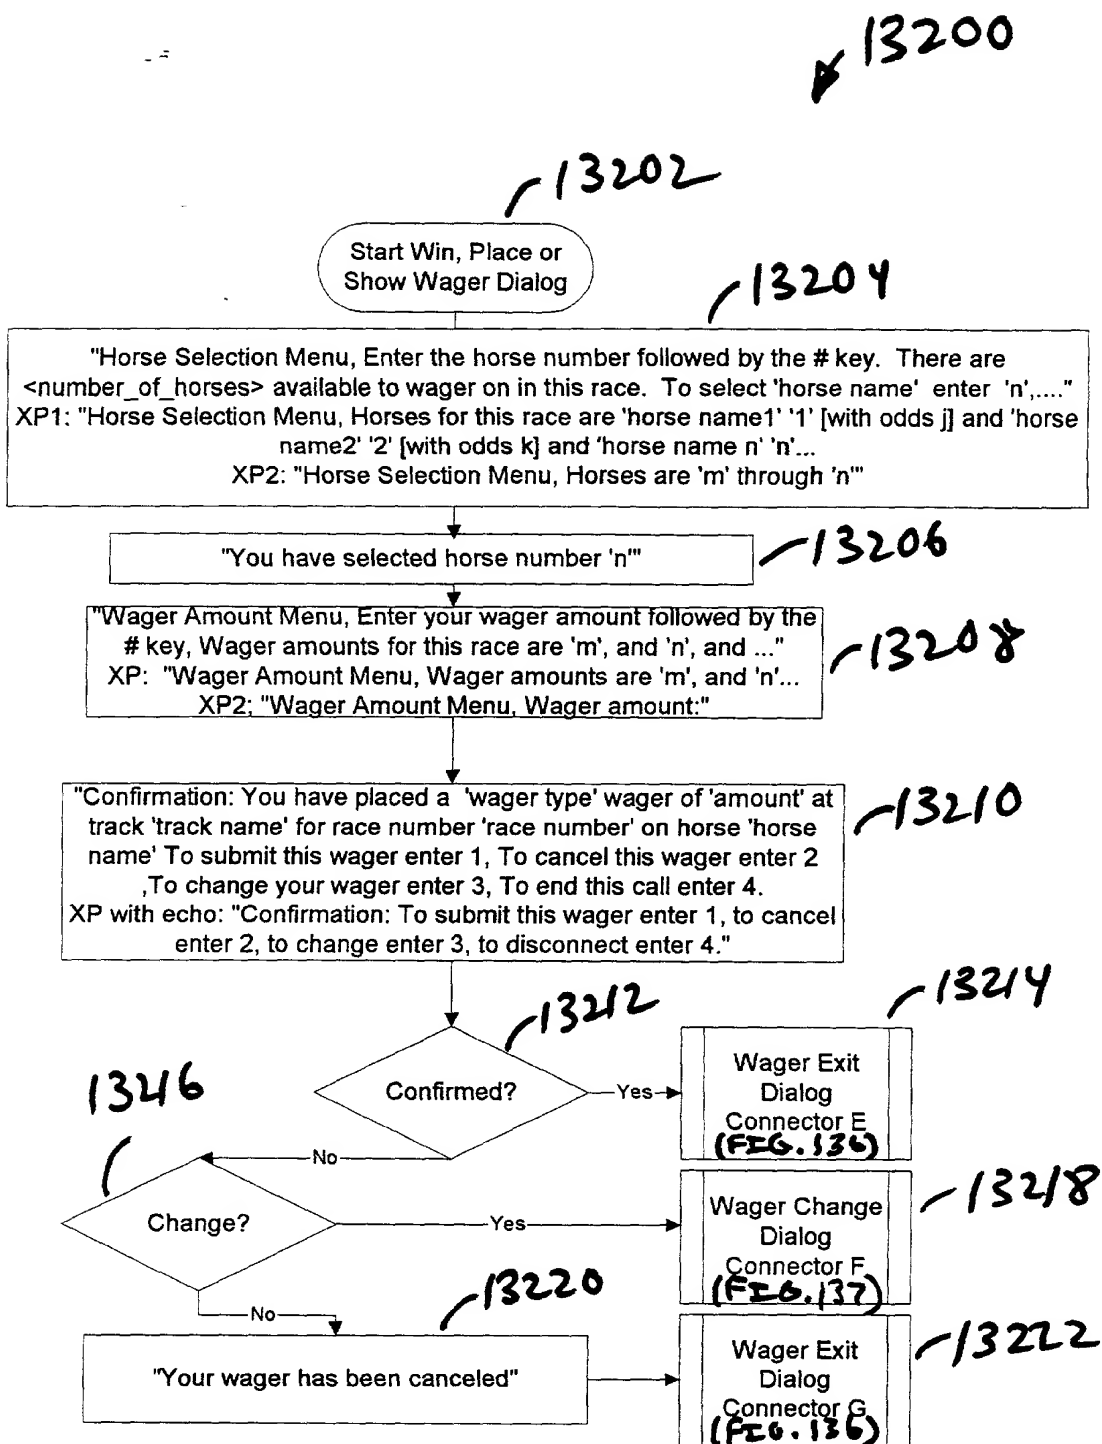 13200
13202
Start Win, Place or
Show Wager Dialog
13204
"Horse Selection Menu, Enter the horse number followed by the # key. There are
<number_of_horses> available to wager on in this race. To select 'horse name' enter 'n',...."
XP1: "Horse Selection Menu, Horses for this race are 'horse name1' '1' [with odds j] and 'horse
name2' '2' [with odds k] and 'horse name n' 'n'...
XP2: "Horse Selection Menu, Horses are 'm' through 'n'"
"You have selected horse number 'n'"
13206
"Wager Amount Menu, Enter your wager amount followed by the
# key, Wager amounts for this race are 'm', and 'n', and ..."
XP: "Wager Amount Menu, Wager amounts are 'm', and 'n'...
XP2; "Wager Amount Menu, Wager amount:"
13208
"Confirmation: You have placed a 'wager type' wager of 'amount' at
track 'track name' for race number 'race number' on horse 'horse
name' To submit this wager enter 1, To cancel this wager enter 2
,To change your wager enter 3, To end this call enter 4.
XP with echo: "Confirmation: To submit this wager enter 1, to cancel
enter 2, to change enter 3, to disconnect enter 4."
13210
13212
Confirmed?
Yes
13214
Wager Exit
Dialog
Connector E
(FIG. 136)
No
13216
Change?
Yes
13218
Wager Change
Dialog
Connector F
(FIG. 137)
No
13220
"Your wager has been canceled"
13222
Wager Exit
Dialog
Connector G
(FIG. 136)